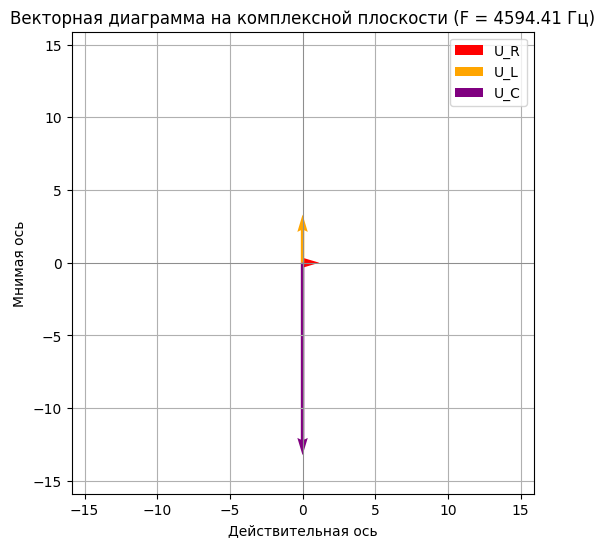 Векторная диаграмма на комплексной плоскости (F = 4594.41 Гц)
U_R
U_L
U_C
15
10
5
0
−5
−10
−15
Мнимая ось
−15 −10 −5 0 5 10 15
Действительная ось